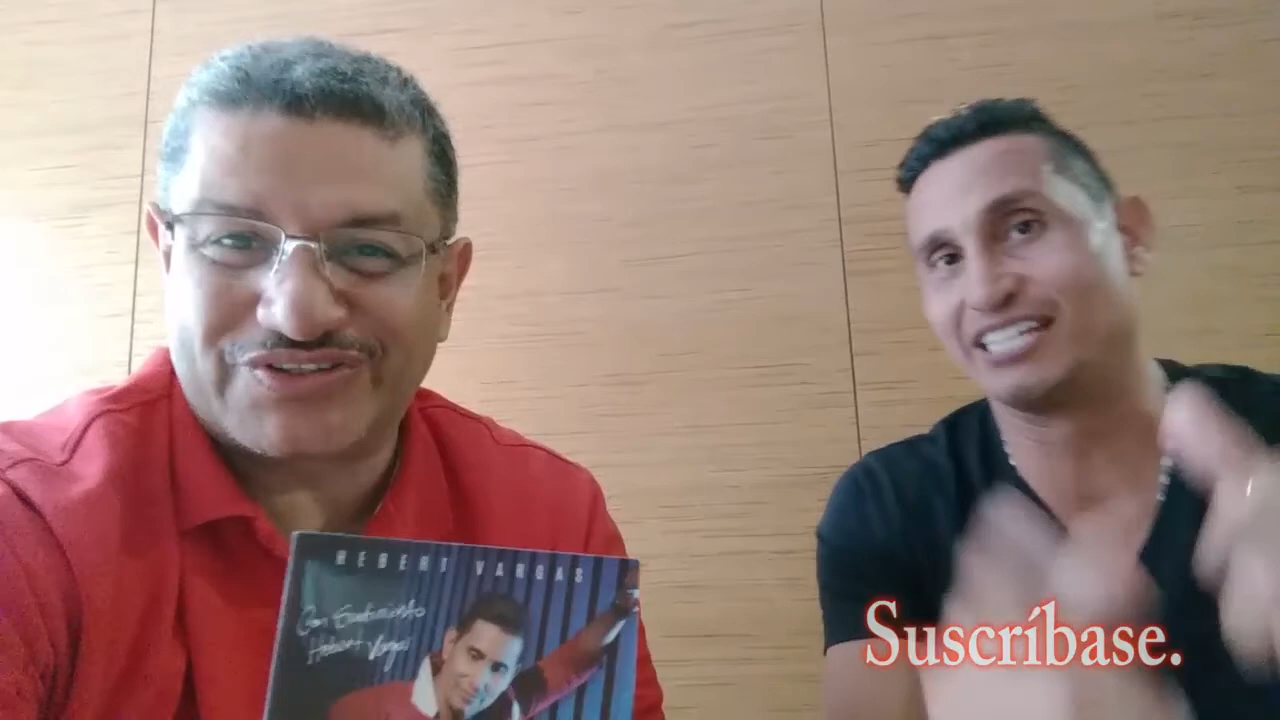 HEBERT VARGAS
Con Sentimiento
Hebert Vargas
Suscríbase.